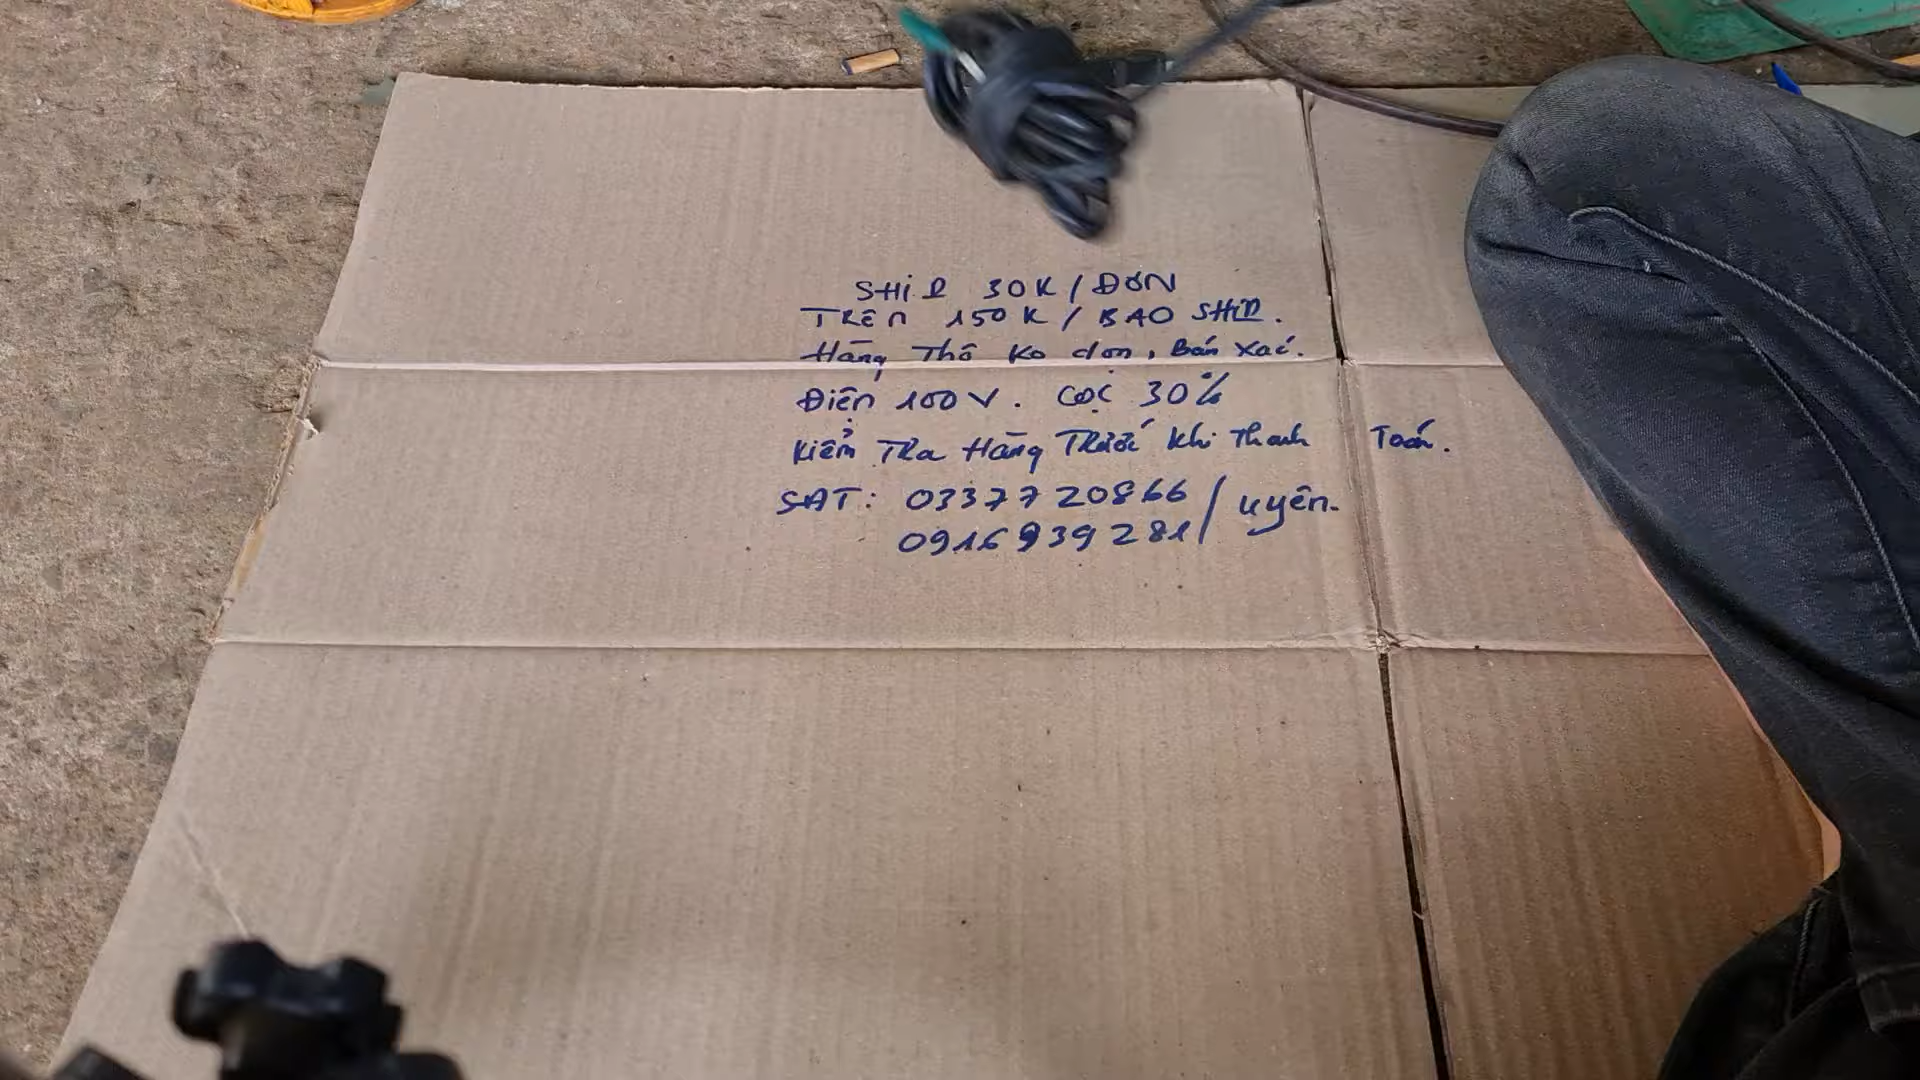 SHiP 30K/ĐƠN
TRÊN 150K/BAO SHIP.
Hàng Thô Ko dọn, Bán Xác.
Điện 100V. CỌC 30%
Kiểm TRa Hàng TRước Khi Thanh Toán.
SĐT: 0337720866/uyên.
0916939281/